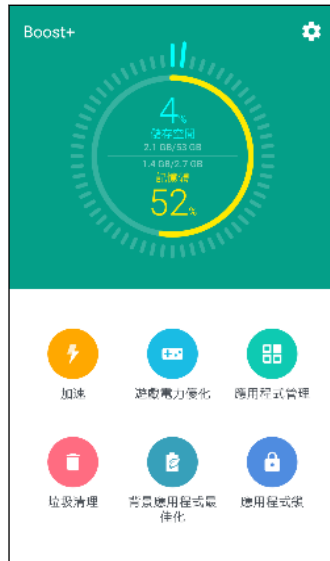 Boost+
4%
儲存空間
2.1 GB/53 GB
1.4 GB/2.7 GB
記憶體
52%
加速
遊戲電力優化
應用程式管理
垃圾清理
背景應用程式最
佳化
應用程式鎖